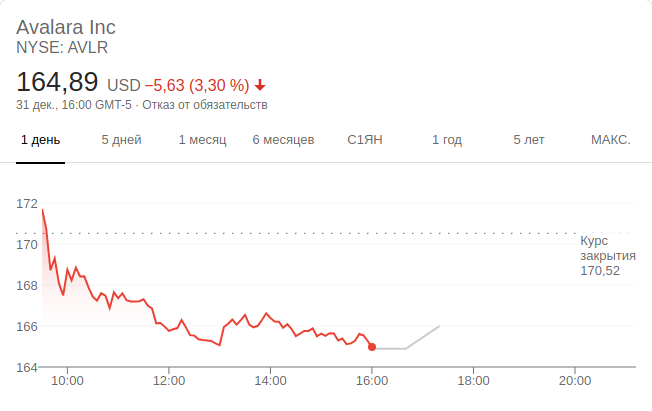 Avalara Inc
NYSE: AVLR
164,89 USD −5,63 (3,30 %)
31 дек., 16:00 GMT-5 · Отказ от обязательств
1 день 5 дней 1 месяц 6 месяцев С1ЯН 1 год 5 лет МАКС.
172
170
168
166
164
Курс
закрытия
170,52
10:00 12:00 14:00 16:00 18:00 20:00